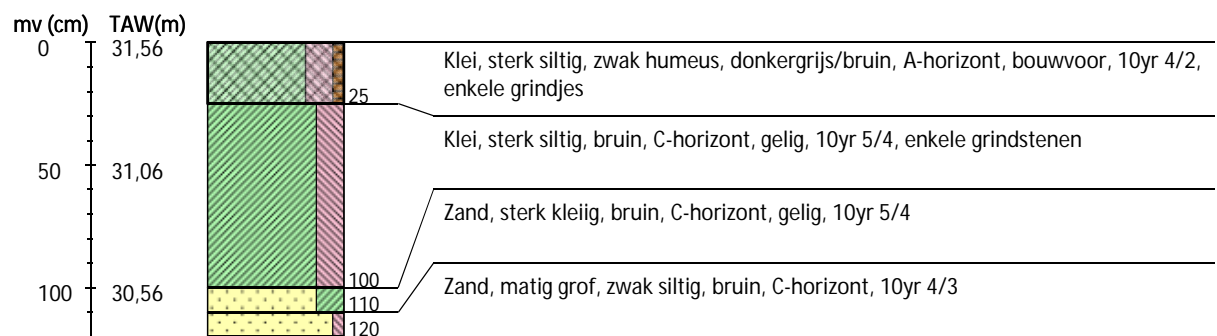 mv (cm) TAW(m)
0 31,56
Klei, sterk siltig, zwak humeus, donkergrijs/bruin, A-horizont, bouwvoor, 10yr 4/2,
enkele grindjes
25
Klei, sterk siltig, bruin, C-horizont, gelig, 10yr 5/4, enkele grindstenen
50 31,06
Zand, sterk kleiig, bruin, C-horizont, gelig, 10yr 5/4
100
Zand, matig grof, zwak siltig, bruin, C-horizont, 10yr 4/3
100 30,56
110
120